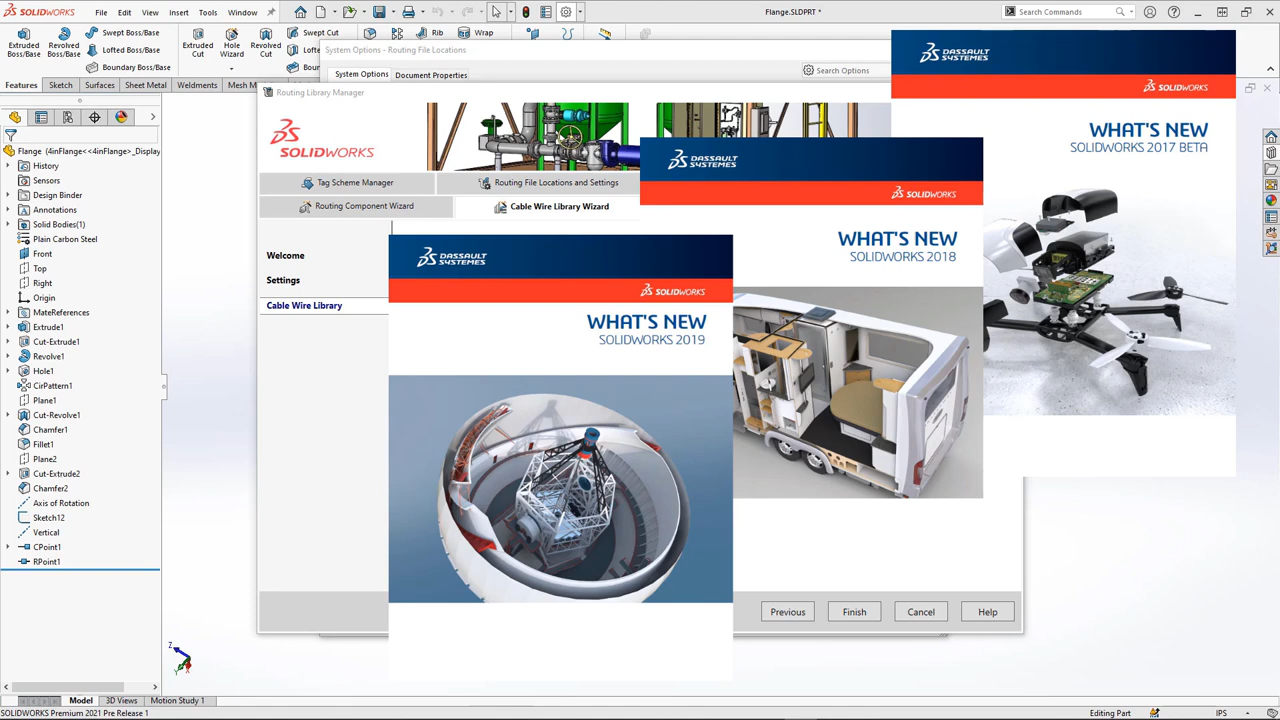 SOLIDWORKS
File
Edit
View
Insert
Tools
Window
Flange.SLDPRT *
Search Commands
Extruded
Boss/Base
Revolved
Boss/Base
Swept Boss/Base
Lofted Boss/Base
Boundary Boss/Base
Extruded
Cut
Hole
Wizard
Revolved
Cut
Swept Cut
Rib
Wrap
Features
Sketch
Surfaces
Sheet Metal
Weldments
System Options - Routing File Locations
System Options
Document Properties
Search Options
Routing Library Manager
SOLIDWORKS
Tag Scheme Manager
Routing File Locations and Settings
Routing Component Wizard
Cable Wire Library Wizard
Welcome
Settings
Cable Wire Library
Previous
Finish
Cancel
Help
DASSAULT
SYSTEMES
SOLIDWORKS
WHAT'S NEW
SOLIDWORKS 2017 BETA
DASSAULT
SYSTEMES
SOLIDWORKS
WHAT'S NEW
SOLIDWORKS 2018
DASSAULT
SYSTEMES
SOLIDWORKS
WHAT'S NEW
SOLIDWORKS 2019
Flange (4inFlange<<4inFlange>_Display
History
Sensors
Design Binder
Annotations
Solid Bodies(1)
Plain Carbon Steel
Front
Top
Right
Origin
MateReferences
Extrude1
Cut-Extrude1
Revolve1
Hole1
CirPattern1
Plane1
Cut-Revolve1
Chamfer1
Fillet1
Plane2
Cut-Extrude2
Chamfer2
Axis of Rotation
Sketch12
Vertical
CPoint1
RPoint1
Z
Y
X
Model
3D Views
Motion Study 1
SOLIDWORKS Premium 2021 Pre Release 1
Editing Part
IPS